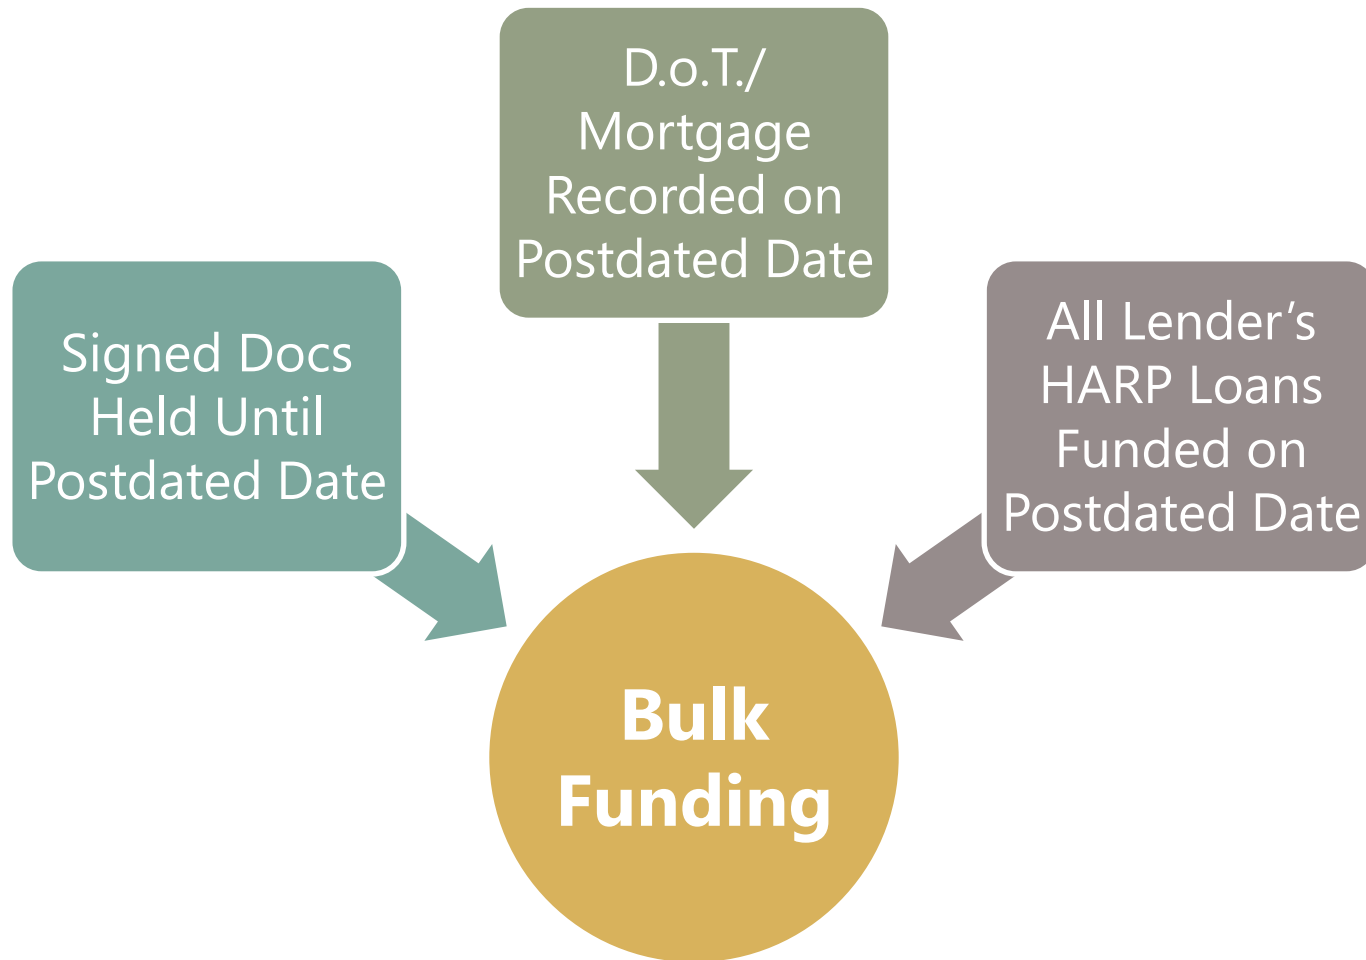 D.o.T./
Mortgage
Recorded on
Postdated Date
Signed Docs
Held Until
Postdated Date
All Lender’s
HARP Loans
Funded on
Postdated Date
Bulk
Funding